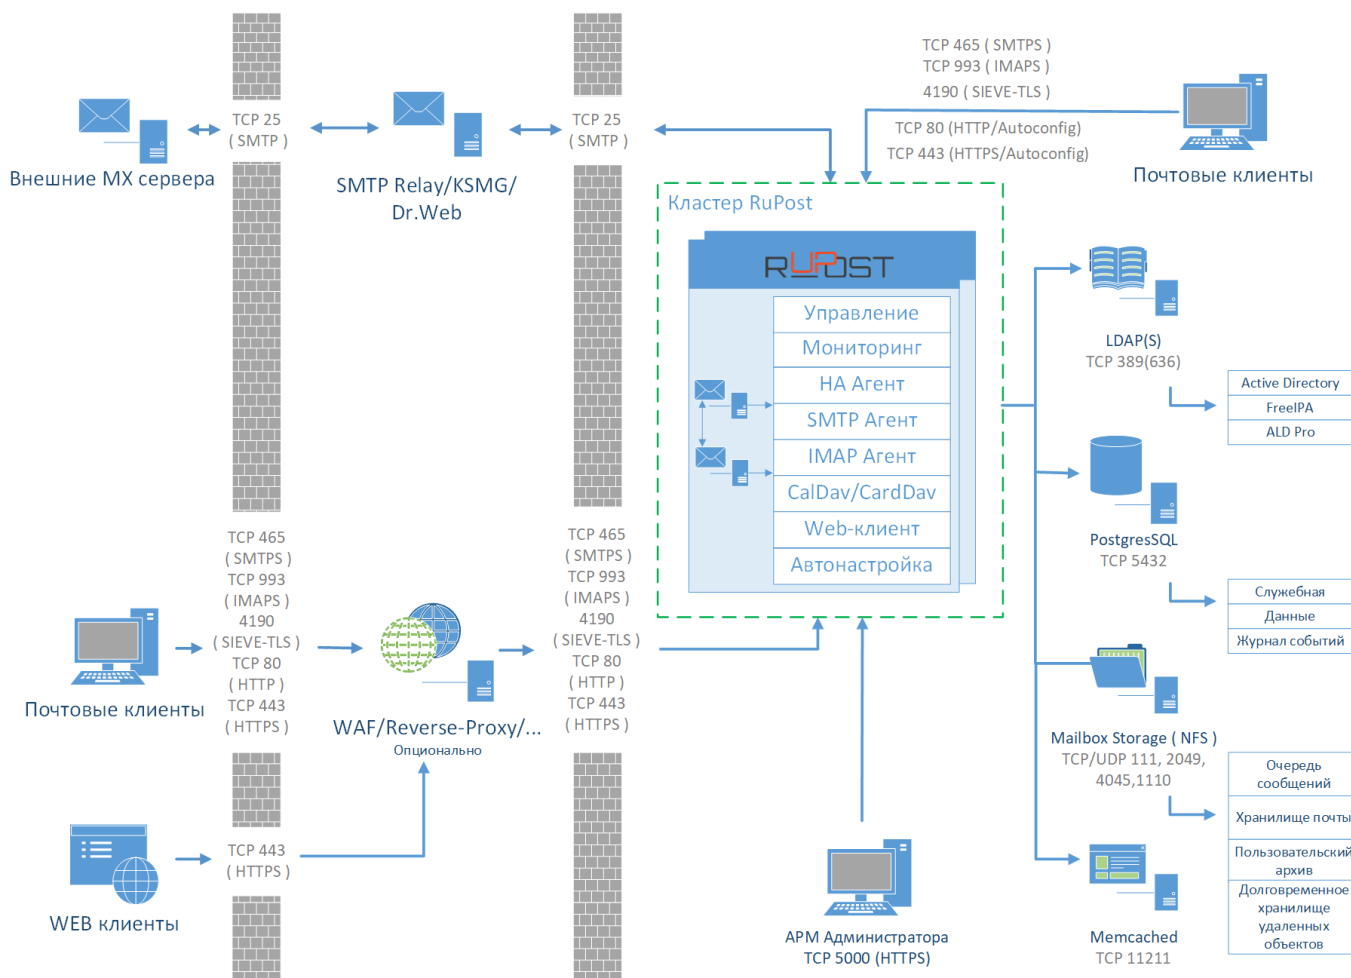 TCP 25
( SMTP )
Внешние MX сервера
SMTP Relay/KSMG/
Dr.Web
TCP 25
( SMTP )
TCP 465 ( SMTPS )
TCP 993 ( IMAPS )
4190 ( SIEVE-TLS )
TCP 80 (HTTP/Autoconfig)
TCP 443 (HTTPS/Autoconfig)
Почтовые клиенты
Кластер RuPost
RUPOST
Управление
Мониторинг
HA Агент
SMTP Агент
IMAP Агент
CalDav/CardDav
Web-клиент
Автонастройка
LDAP(S)
TCP 389(636)
Active Directory
FreeIPA
ALD Pro
PostgresSQL
TCP 5432
Служебная
Данные
Журнал событий
Mailbox Storage ( NFS )
TCP/UDP 111, 2049,
4045,1110
Очередь
сообщений
Хранилище почты
Пользовательский
архив
Долговременное
хранилище
удаленных
объектов
Memcached
TCP 11211
TCP 465
( SMTPS )
TCP 993
( IMAPS )
4190
( SIEVE-TLS )
TCP 80
( HTTP )
TCP 443
( HTTPS )
Почтовые клиенты
WAF/Reverse-Proxy/...
Опционально
TCP 465
( SMTPS )
TCP 993
( IMAPS )
4190
( SIEVE-TLS )
TCP 80
( HTTP )
TCP 443
( HTTPS )
TCP 443
( HTTPS )
WEB клиенты
АРМ Администратора
TCP 5000 (HTTPS)